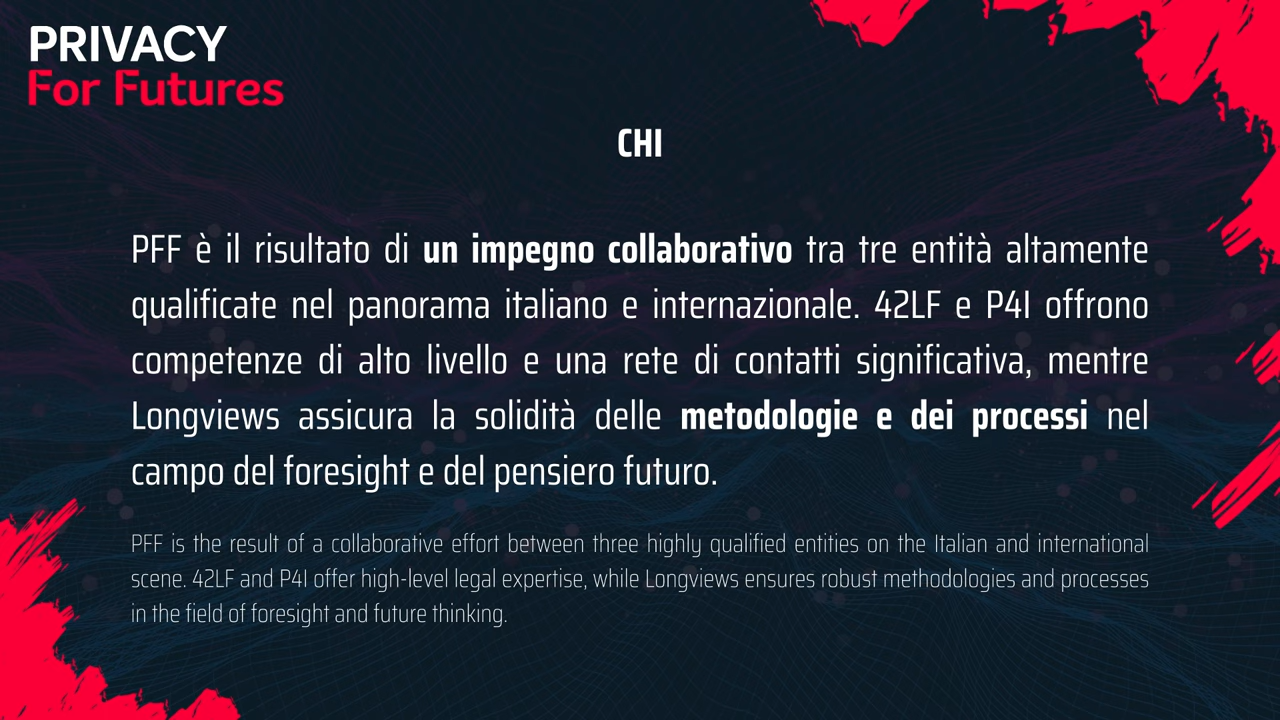 PRIVACY
For Futures
CHI
PFF è il risultato di un impegno collaborativo tra tre entità altamente
qualificate nel panorama italiano e internazionale. 42LF e P4I offrono
competenze di alto livello e una rete di contatti significativa, mentre
Longviews assicura la solidità delle metodologie e dei processi nel
campo del foresight e del pensiero futuro.
PFF is the result of a collaborative effort between three highly qualified entities on the Italian and international
scene. 42LF and P4I offer high-level legal expertise, while Longviews ensures robust methodologies and processes
in the field of foresight and future thinking.